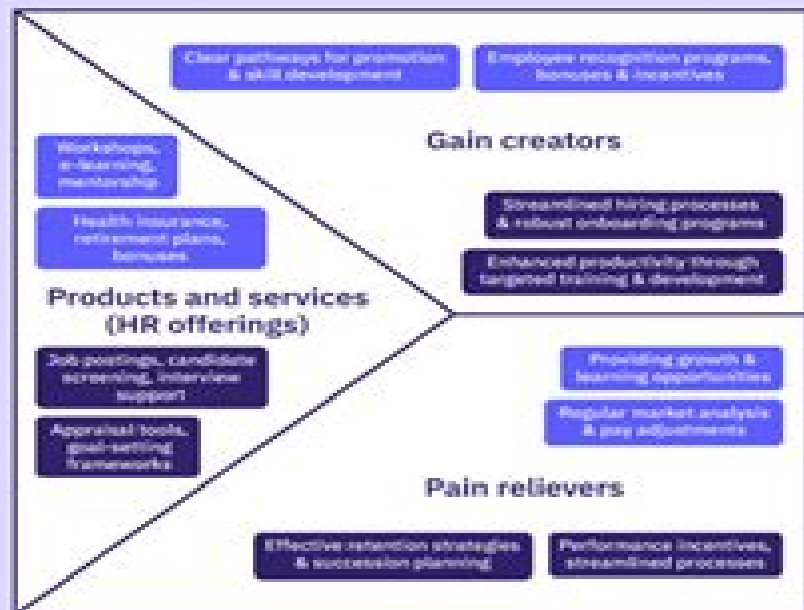 Clear pathways for promotion
& skill development
Employee recognition programs,
bonuses & incentives
Gain creators
Workshops,
e-learning,
mentorship
Health insurance,
retirement plans,
bonuses
Streamlined hiring processes
& robust onboarding programs
Enhanced productivity through
targeted training & development
Products and services
(HR offerings)
Job postings, candidate
screening, interview
support
Appraisal tools,
goal-setting
frameworks
Providing growth &
learning opportunities
Regular market analysis
& pay adjustments
Pain relievers
Effective retention strategies
& succession planning
Performance incentives,
streamlined processes